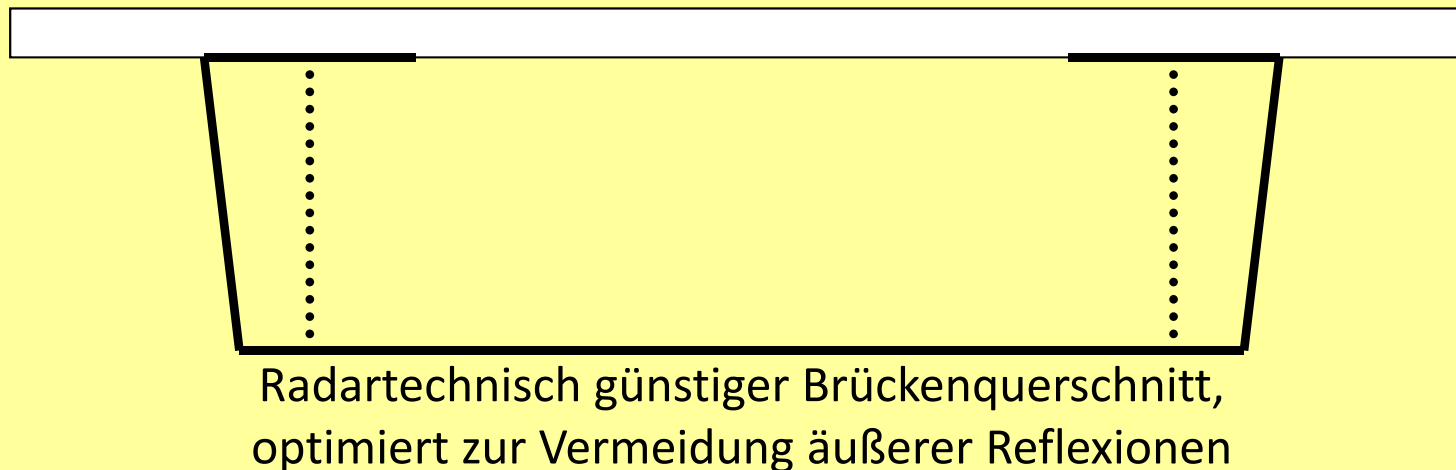 Radartechnisch günstiger Brückenquerschnitt,
optimiert zur Vermeidung äußerer Reflexionen